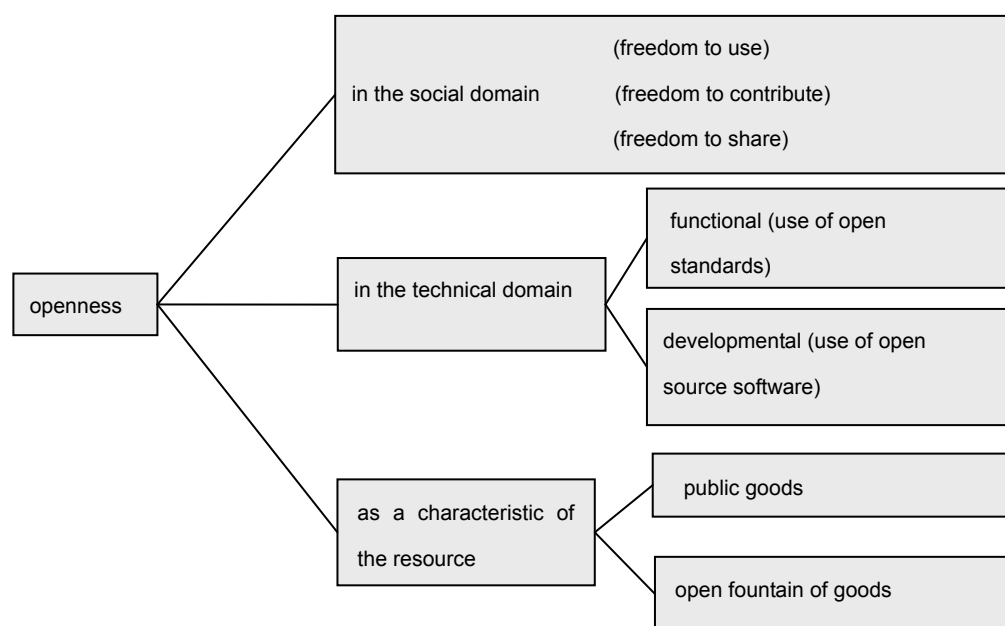 openness
in the social domain
(freedom to use)
(freedom to contribute)
(freedom to share)
in the technical domain
functional (use of open
standards)
developmental (use of open
source software)
as a characteristic of
the resource
public goods
open fountain of goods